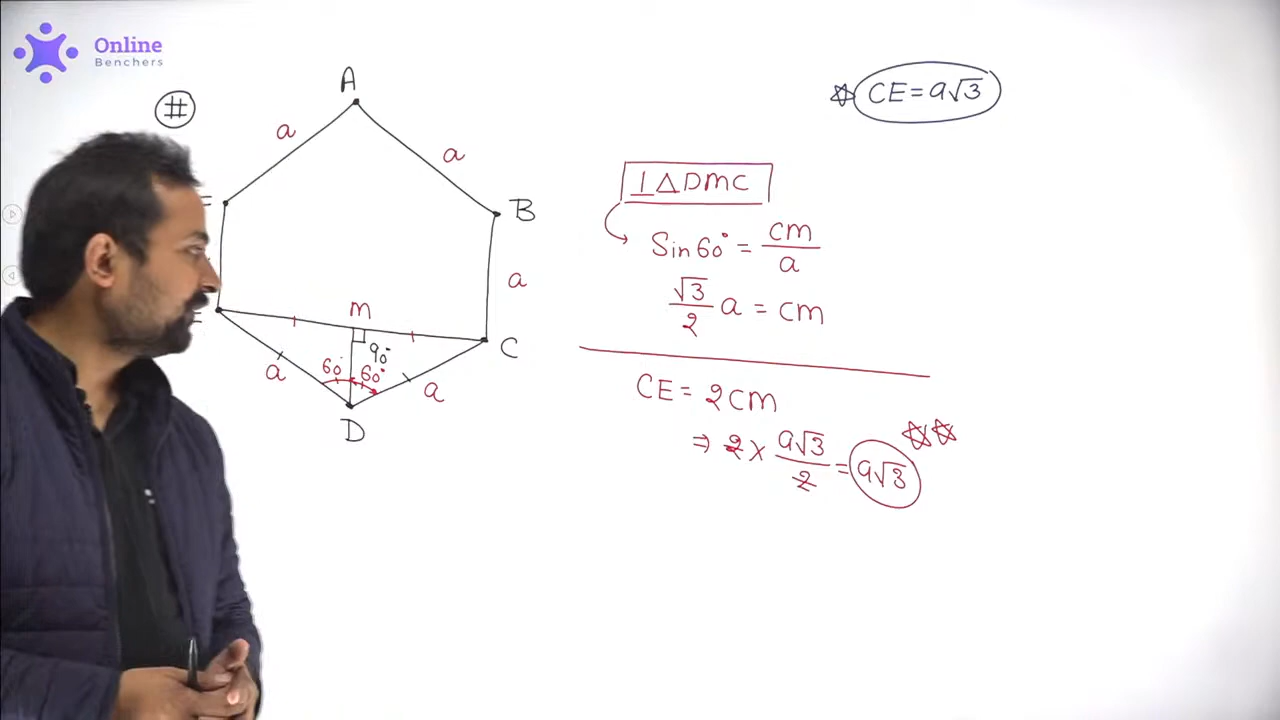 Online
Benchers
#
A
a
a
F
B
a
E
m
C
90°
60° 60°
a
a
D
☆ CE = a√3
⊥ △DMC
Sin 60° = cm/a
√3/2 a = cm
CE = 2cm
⇒ 2 × a√3/2 = a√3 ☆☆